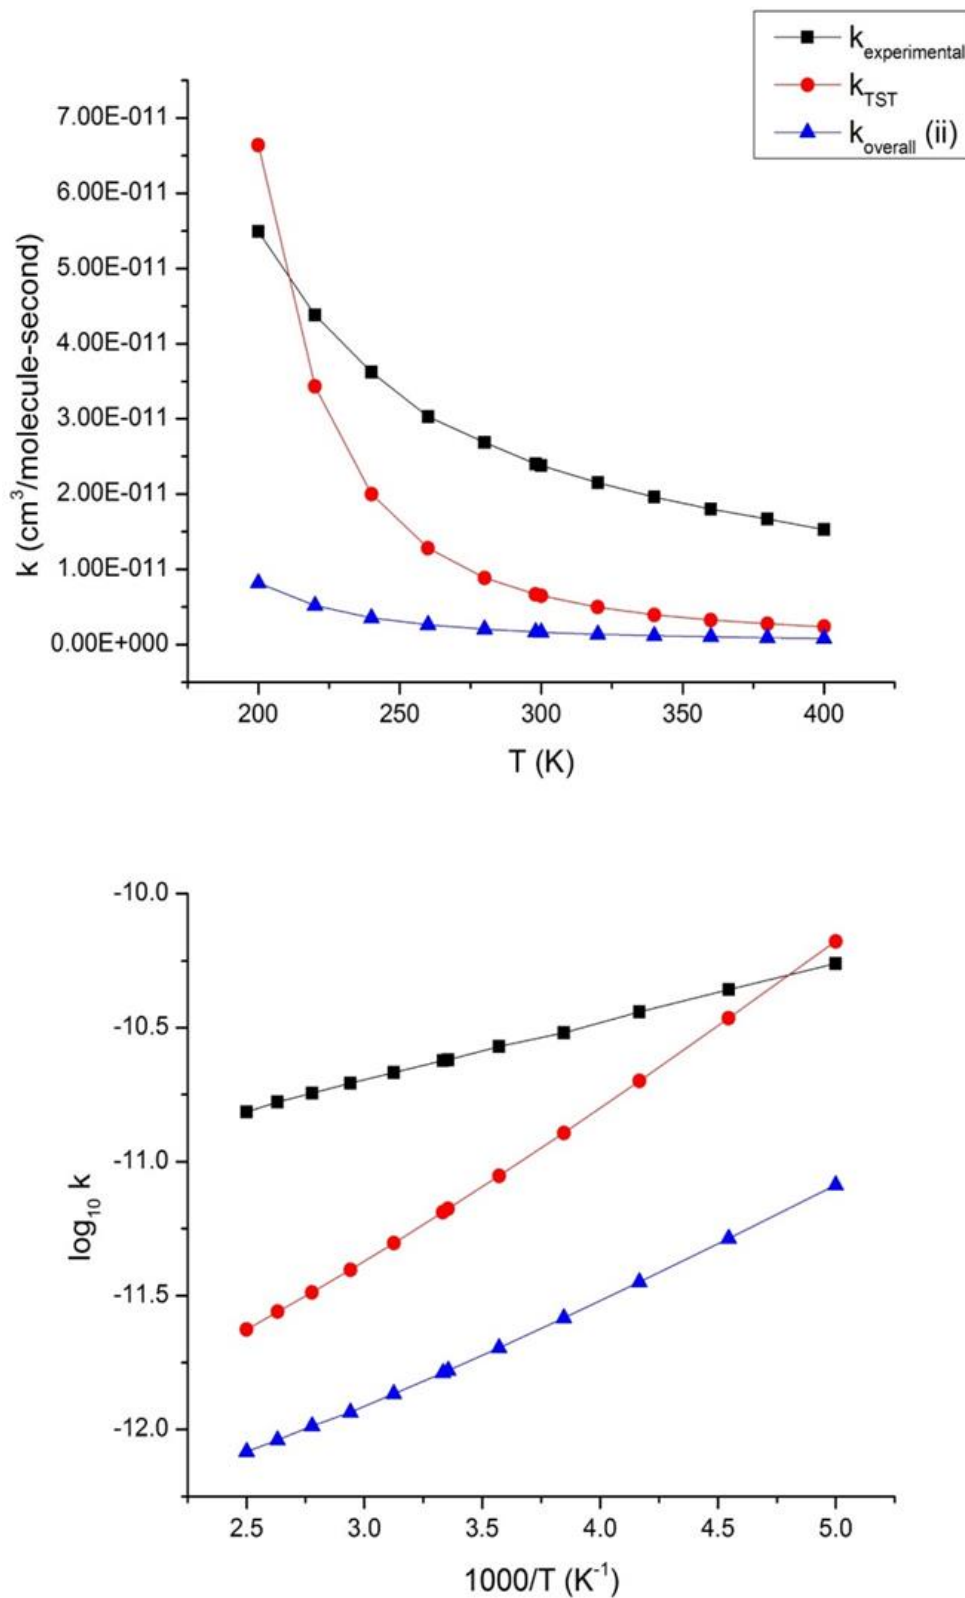 k_experimental
k_TST
k_overall (ii)
7.00E-011
6.00E-011
5.00E-011
4.00E-011
3.00E-011
2.00E-011
1.00E-011
0.00E+000
k (cm³/molecule-second)
200 250 300 350 400
T (K)
-10.0
-10.5
-11.0
-11.5
-12.0
log₁₀ k
2.5 3.0 3.5 4.0 4.5 5.0
1000/T (K⁻¹)